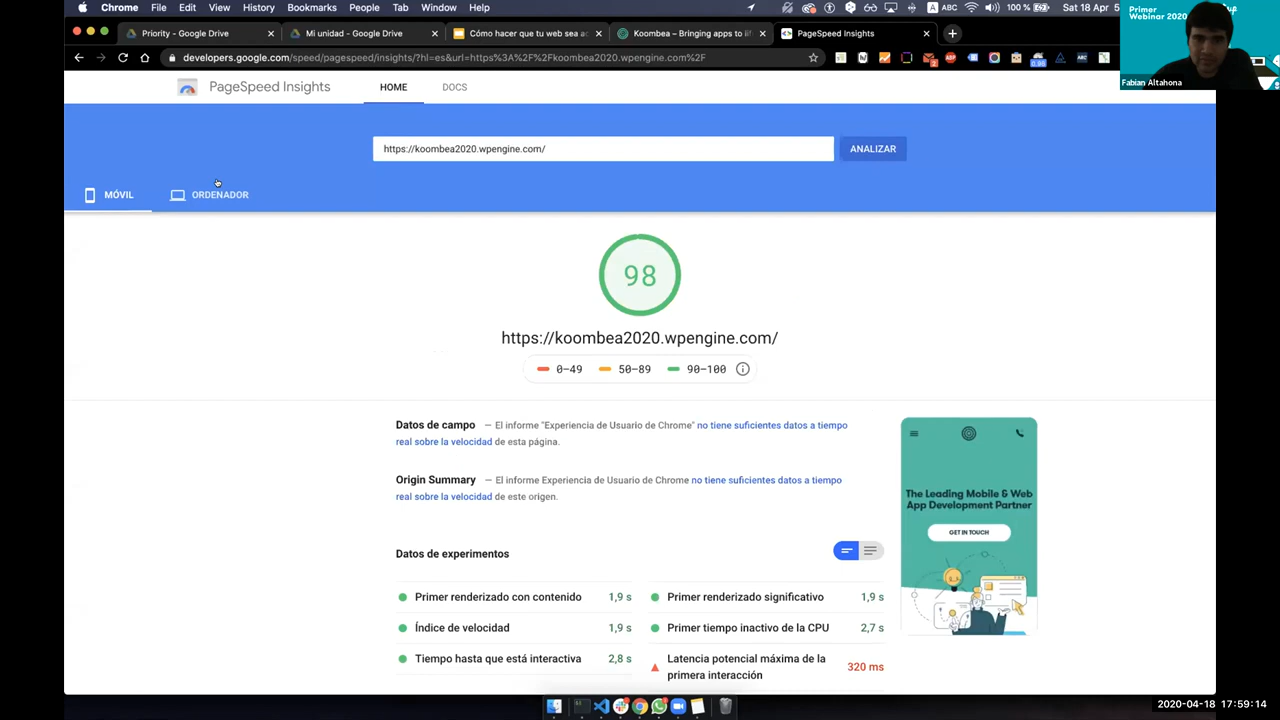 Chrome File Edit View History Bookmarks People Tab Window Help 100 % Sat 18 Apr 5
Priority - Google Drive
Mi unidad - Google Drive
Cómo hacer que tu web sea ac
Koombea – Bringing apps to li
PageSpeed Insights
developers.google.com/speed/pagespeed/insights/?hl=es&url=https%3A%2F%2Fkoombea2020.wpengine.com%2F
Primer
Webinar 2020
Fabian Altahona
PageSpeed Insights
HOME
DOCS
https://koombea2020.wpengine.com/
ANALIZAR
MÓVIL
ORDENADOR
98
https://koombea2020.wpengine.com/
0–49 50–89 90–100
Datos de campo — El informe "Experiencia de Usuario de Chrome" no tiene suficientes datos a tiempo
real sobre la velocidad de esta página.
Origin Summary — El informe Experiencia de Usuario de Chrome no tiene suficientes datos a tiempo
real sobre la velocidad de este origen.
Datos de experimentos
Primer renderizado con contenido 1,9 s
Primer renderizado significativo 1,9 s
Índice de velocidad 1,9 s
Primer tiempo inactivo de la CPU 2,7 s
Tiempo hasta que está interactiva 2,8 s
Latencia potencial máxima de la
primera interacción 320 ms
The Leading Mobile & Web
App Development Partner
GET IN TOUCH
2020-04-18 17:59:14